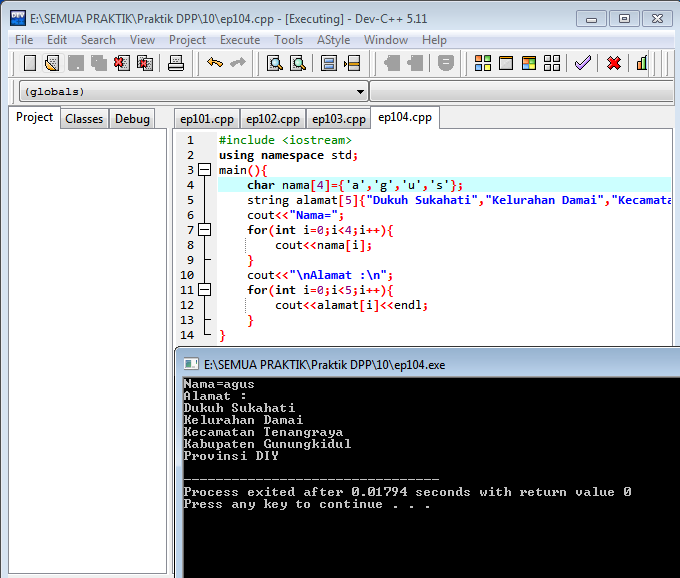 E:\SEMUA PRAKTIK\Praktik DPP\10\ep104.cpp - [Executing] - Dev-C++ 5.11
File Edit Search View Project Execute Tools AStyle Window Help
(globals)
Project Classes Debug
ep101.cpp ep102.cpp ep103.cpp ep104.cpp
1 #include <iostream>
2 using namespace std;
3 main(){
4 char nama[4]={'a','g','u','s'};
5 string alamat[5]{"Dukuh Sukahati","Kelurahan Damai","Kecamata
6 cout<<"Nama=";
7 for(int i=0;i<4;i++){
8 cout<<nama[i];
9 }
10 cout<<"\nAlamat :\n";
11 for(int i=0;i<5;i++){
12 cout<<alamat[i]<<endl;
13 }
14 }
E:\SEMUA PRAKTIK\Praktik DPP\10\ep104.exe
Nama=agus
Alamat :
Dukuh Sukahati
Kelurahan Damai
Kecamatan Tenangraya
Kabupaten Gunungkidul
Provinsi DIY
--------------------------------
Process exited after 0.01794 seconds with return value 0
Press any key to continue . . .